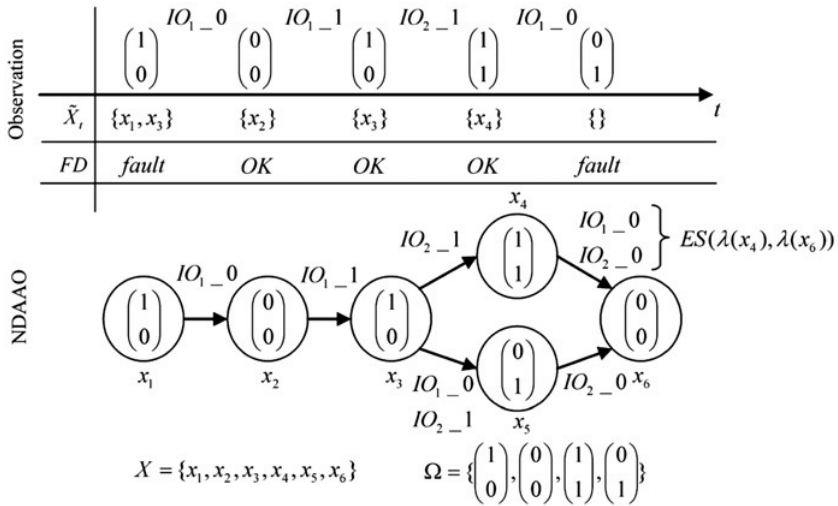 IO₁_0 IO₁_1 IO₂_1 IO₁_0
(1 0) (0 0) (1 0) (1 1) (0 1)
Observation
t
X̃ₜ {x₁,x₃} {x₂} {x₃} {x₄} {}
FD fault OK OK OK fault
x₄
IO₁_0
IO₂_0
} ES(λ(x₄),λ(x₆))
IO₂_1
(1 1)
IO₁_0 IO₁_1
NDAAO
(1 0) (0 0) (1 0) (0 0)
x₁ x₂ x₃ x₆
(0 1)
IO₁_0
IO₂_1
IO₂_0
x₅
X = {x₁,x₂,x₃,x₄,x₅,x₆}
Ω = {(1 0),(0 0),(1 1),(0 1)}